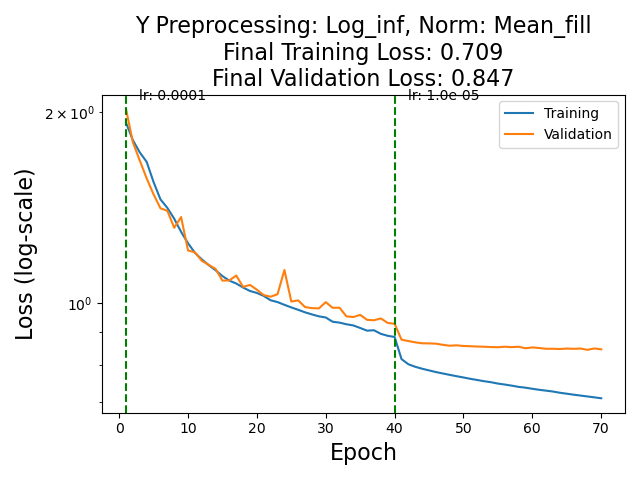 Y Preprocessing: Log_inf, Norm: Mean_fill
Final Training Loss: 0.709
Final Validation Loss: 0.847
lr: 0.0001
lr: 1.0e-05
Training
Validation
2 × 10⁰
10⁰
Loss (log-scale)
0 10 20 30 40 50 60 70
Epoch